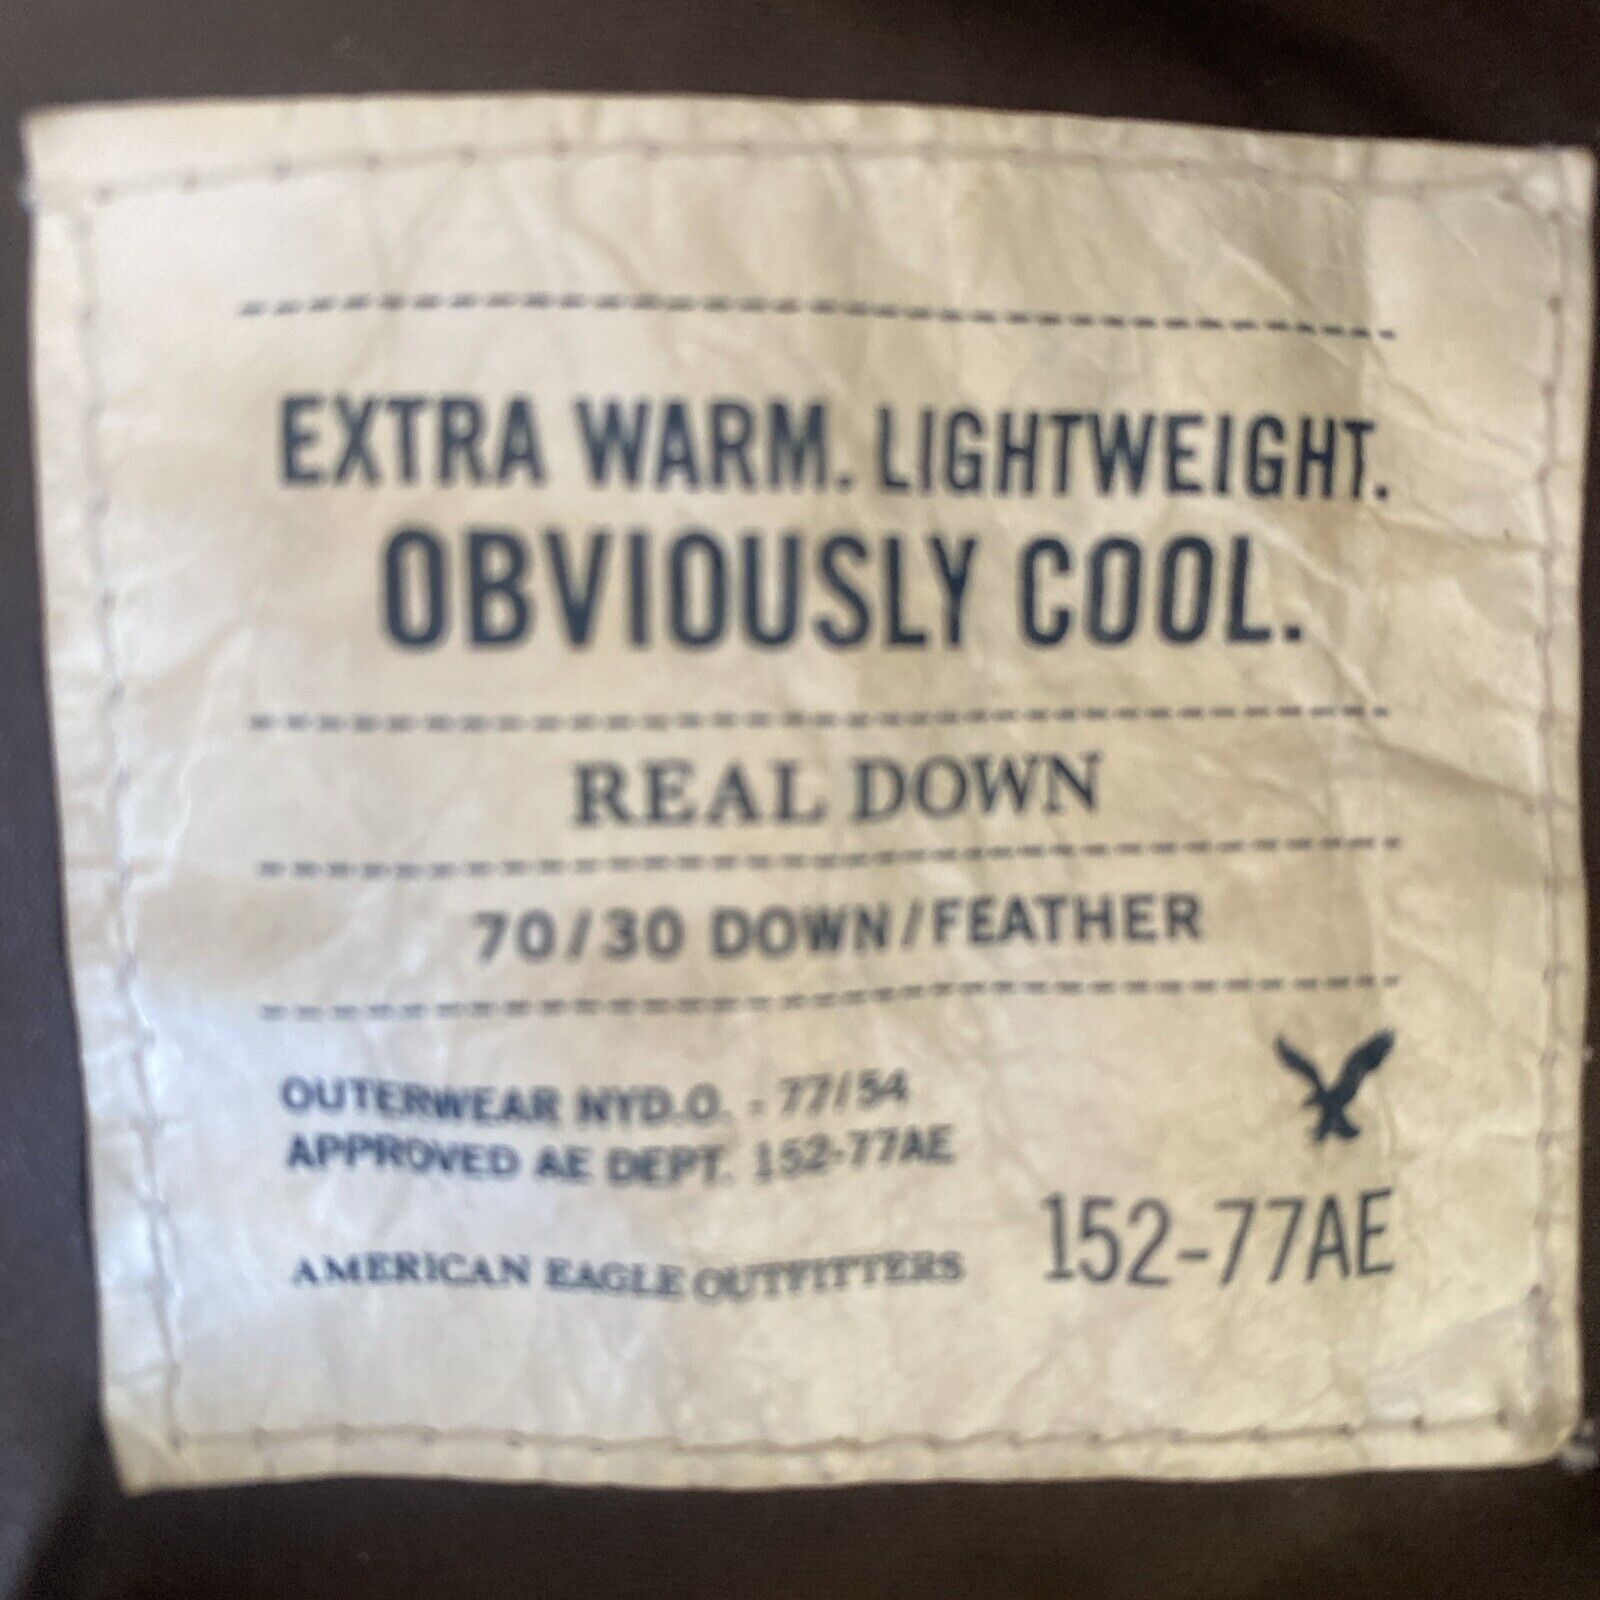 EXTRA WARM. LIGHTWEIGHT.
OBVIOUSLY COOL.
REAL DOWN
70/30 DOWN/FEATHER
OUTERWEAR NYD.O. - 77/54
APPROVED AE DEPT. 152-77AE
AMERICAN EAGLE OUTFITTERS
152-77AE